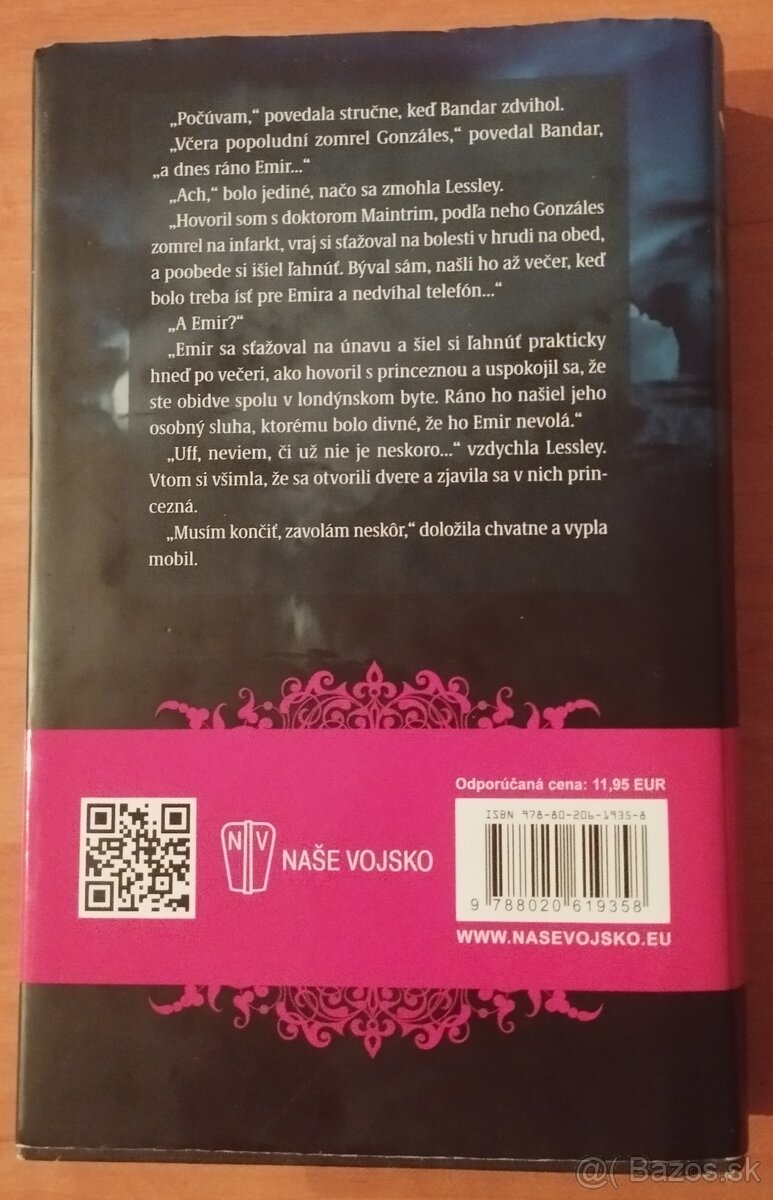 „Počúvam,“ povedala stručne, keď Bandar zdvihol.
„Včera popoludní zomrel Gonzáles,“ povedal Bandar,
„a dnes ráno Emir...“
„Ach,“ bolo jediné, načo sa zmohla Lessley.
„Hovoril som s doktorom Maintrim, podľa neho Gonzáles
zomrel na infarkt, vraj si sťažoval na bolesti v hrudi na obed,
a poobede si išiel ľahnúť. Býval sám, našli ho až večer, keď
bolo treba ísť pre Emira a nedvíhal telefón...“
„A Emir?“
„Emir sa sťažoval na únavu a šiel si ľahnúť prakticky
hneď po večeri, ako hovoril s princeznou a uspokojil sa, že
ste obidve spolu v londýnskom byte. Ráno ho našiel jeho
osobný sluha, ktorému bolo divné, že ho Emir nevolá.“
„Uff, neviem, či už nie je neskoro...“ vzdychla Lessley.
Vtom si všimla, že sa otvorili dvere a zjavila sa v nich prin-
cezná.
„Musím končiť, zavolám neskôr,“ doložila chvatne a vypla
mobil.
Odporúčaná cena: 11,95 EUR
ISBN 978-80-206-1935-8
N V NAŠE VOJSKO
9 788020 619358
WWW.NASEVOJSKO.EU
@( Bazos.sk